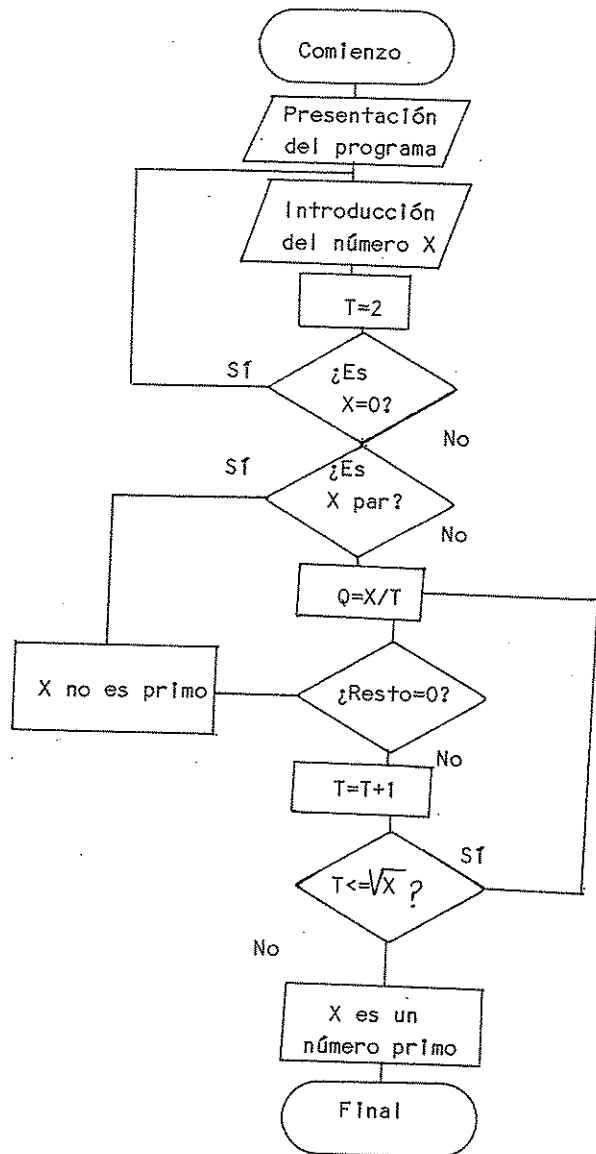 Comienzo
Presentación
del programa
Introducción
del número X
T=2
Sí
¿Es
X=0?
No
Sí
¿Es
X par?
No
Q=X/T
X no es primo
¿Resto=0?
No
T=T+1
Sí
T<=√X ?
No
X es un
número primo
Final